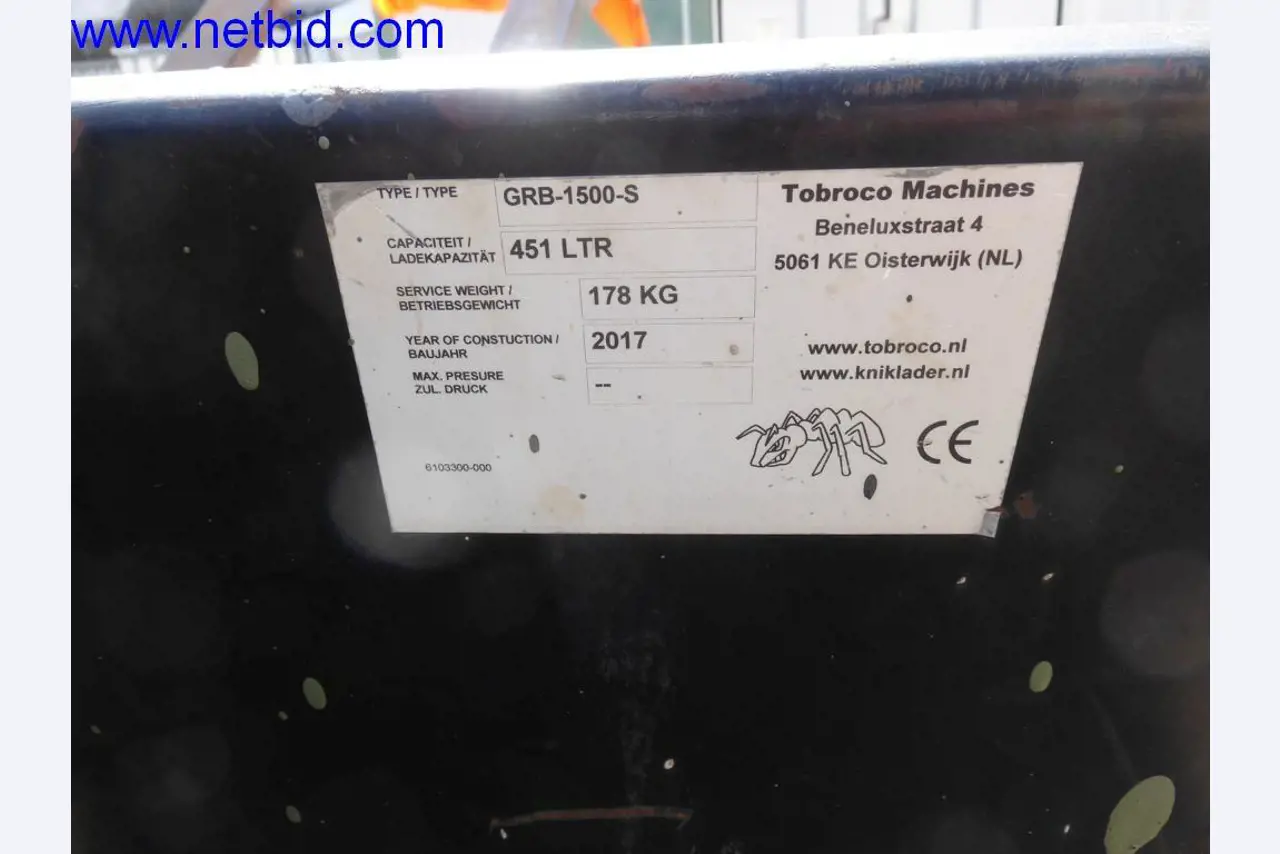 www.netbid.com
TYPE / TYPE
GRB-1500-S
CAPACITEIT /
LADEKAPAZITÄT
451 LTR
SERVICE WEIGHT /
BETRIEBSGEWICHT
178 KG
YEAR OF CONSTUCTION /
BAUJAHR
2017
MAX. PRESURE
ZUL. DRUCK
--
6103300-000
Tobroco Machines
Beneluxstraat 4
5061 KE Oisterwijk (NL)
www.tobroco.nl
www.kniklader.nl
CE